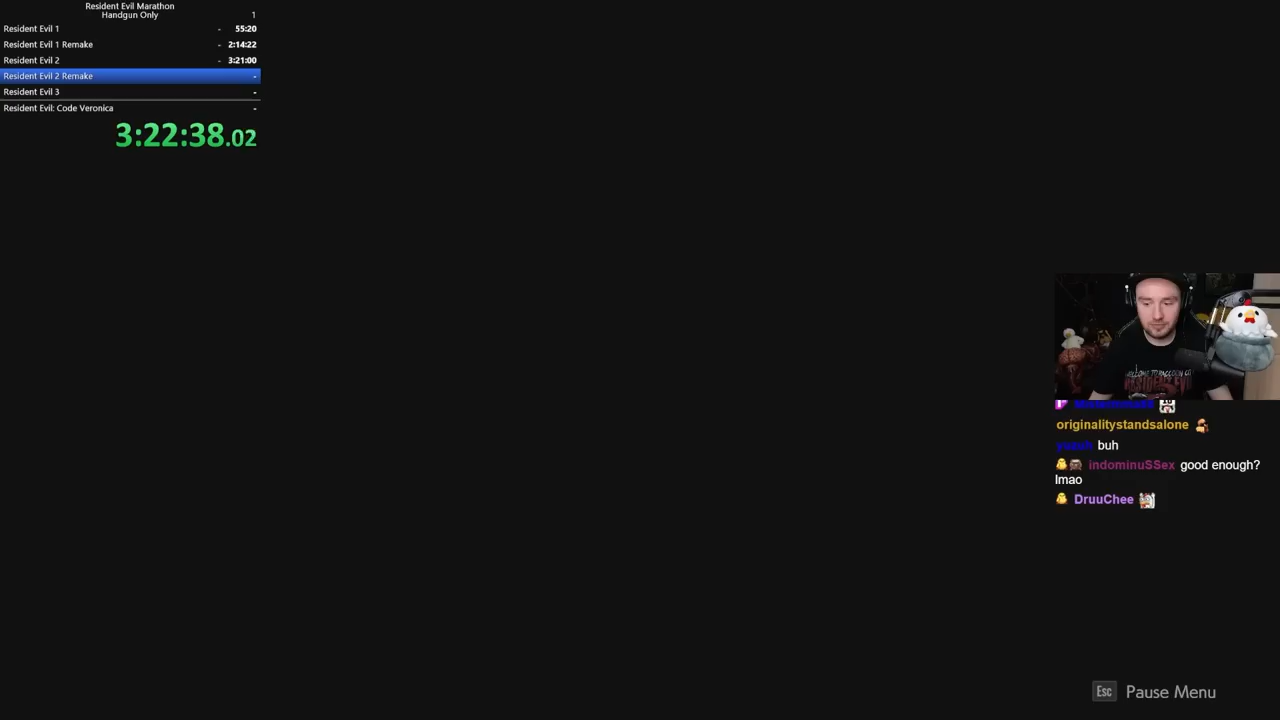 Resident Evil Marathon
Handgun Only
1
Resident Evil 1 - 55:20
Resident Evil 1 Remake - 2:14:22
Resident Evil 2 - 3:21:00
Resident Evil 2 Remake -
Resident Evil 3 -
Resident Evil: Code Veronica -
3:22:38.02
RESIDENT EVIL
originalitystandsalone
buh
indominuSSex good enough?
lmao
DruuChee
Esc Pause Menu